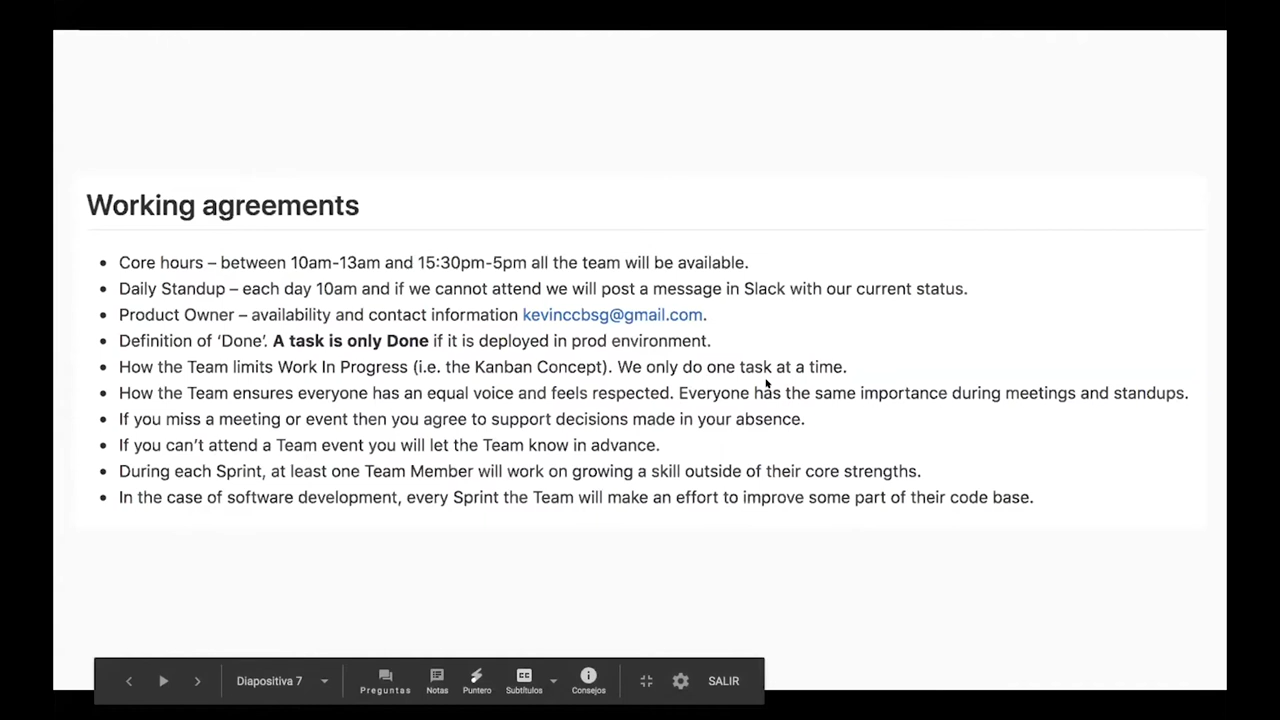 Working agreements
• Core hours – between 10am-13am and 15:30pm-5pm all the team will be available.
• Daily Standup – each day 10am and if we cannot attend we will post a message in Slack with our current status.
• Product Owner – availability and contact information kevinccbsg@gmail.com.
• Definition of ‘Done’. A task is only Done if it is deployed in prod environment.
• How the Team limits Work In Progress (i.e. the Kanban Concept). We only do one task at a time.
• How the Team ensures everyone has an equal voice and feels respected. Everyone has the same importance during meetings and standups.
• If you miss a meeting or event then you agree to support decisions made in your absence.
• If you can’t attend a Team event you will let the Team know in advance.
• During each Sprint, at least one Team Member will work on growing a skill outside of their core strengths.
• In the case of software development, every Sprint the Team will make an effort to improve some part of their code base.
Diapositiva 7
Preguntas
Notas
Puntero
CC
Subtítulos
Consejos
SALIR